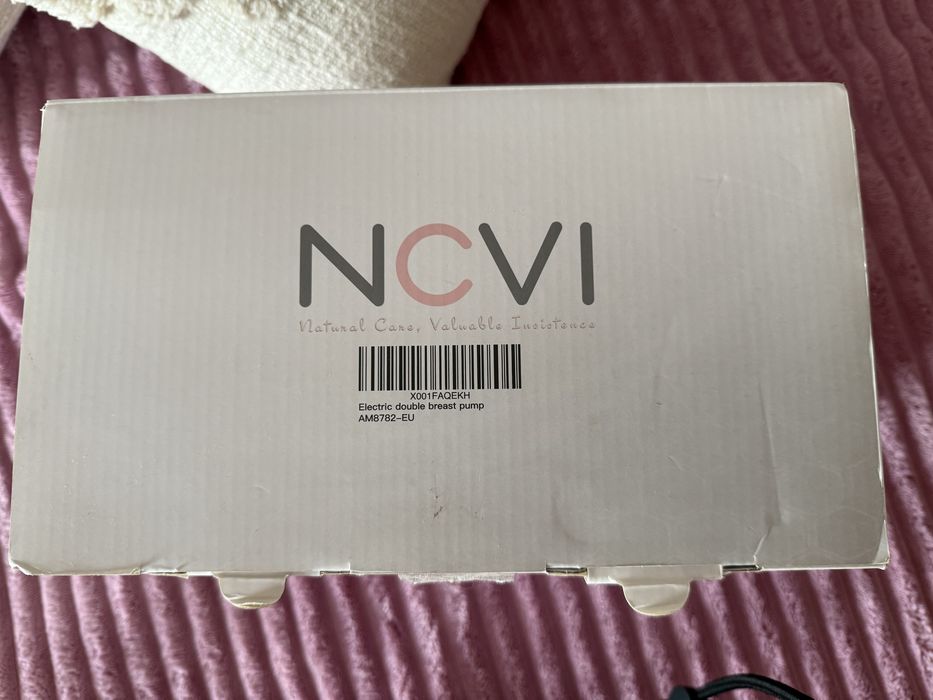 NCVI
Natural Care, Valuable Insistence
X001FAQEKH
Electric double breast pump
AM8782-EU